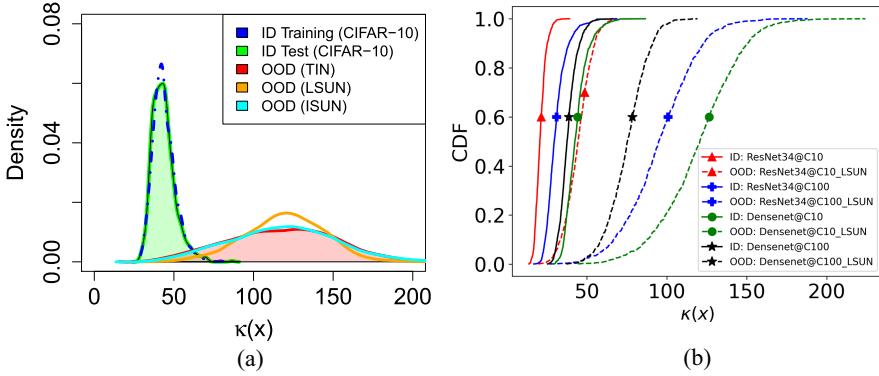 0.08
0.04
0.00
Density
ID Training (CIFAR-10)
ID Test (CIFAR-10)
OOD (TIN)
OOD (LSUN)
OOD (ISUN)
0 50 100 150 200
κ(x)
(a)
1.0
0.8
0.6
0.4
0.2
0.0
CDF
ID: ResNet34@C10
OOD: ResNet34@C10_LSUN
ID: ResNet34@C100
OOD: ResNet34@C100_LSUN
ID: Densenet@C10
OOD: Densenet@C10_LSUN
ID: Densenet@C100
OOD: Densenet@C100_LSUN
50 100 150 200
κ(x)
(b)